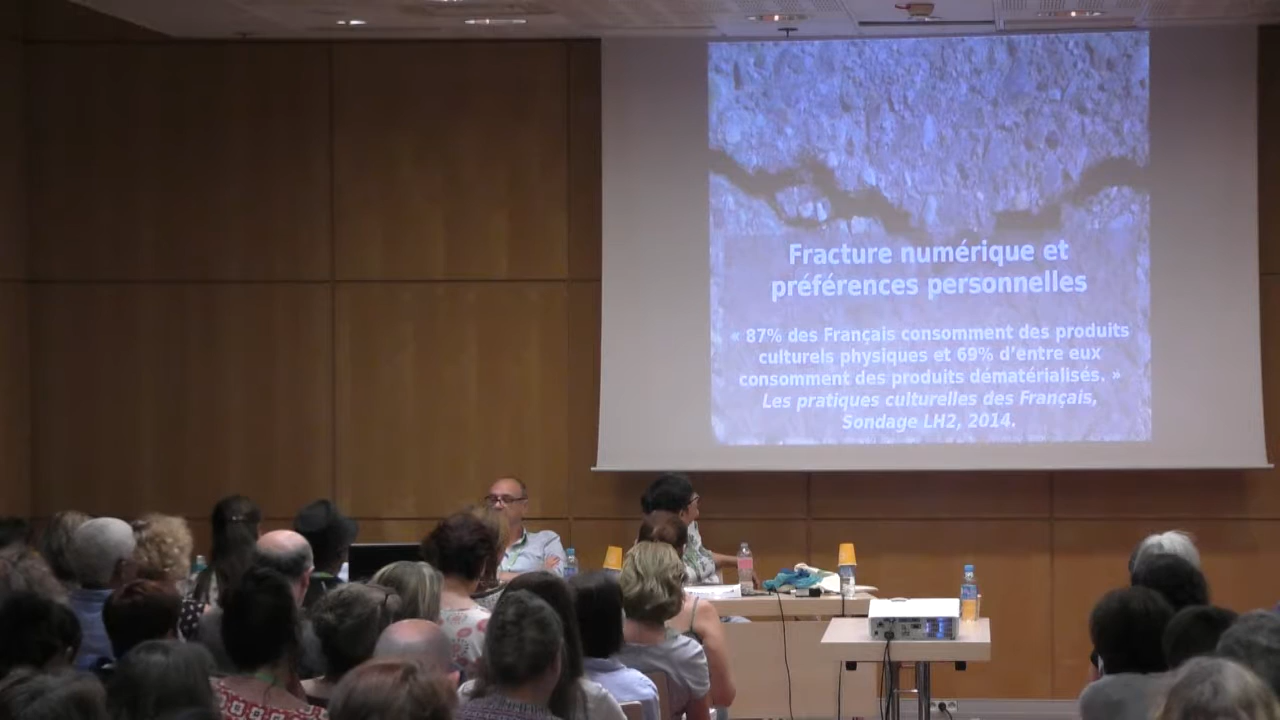 Fracture numérique et
préférences personnelles
« 87% des Français consomment des produits
culturels physiques et 69% d’entre eux
consomment des produits dématérialisés. »
Les pratiques culturelles des Français,
Sondage LH2, 2014.